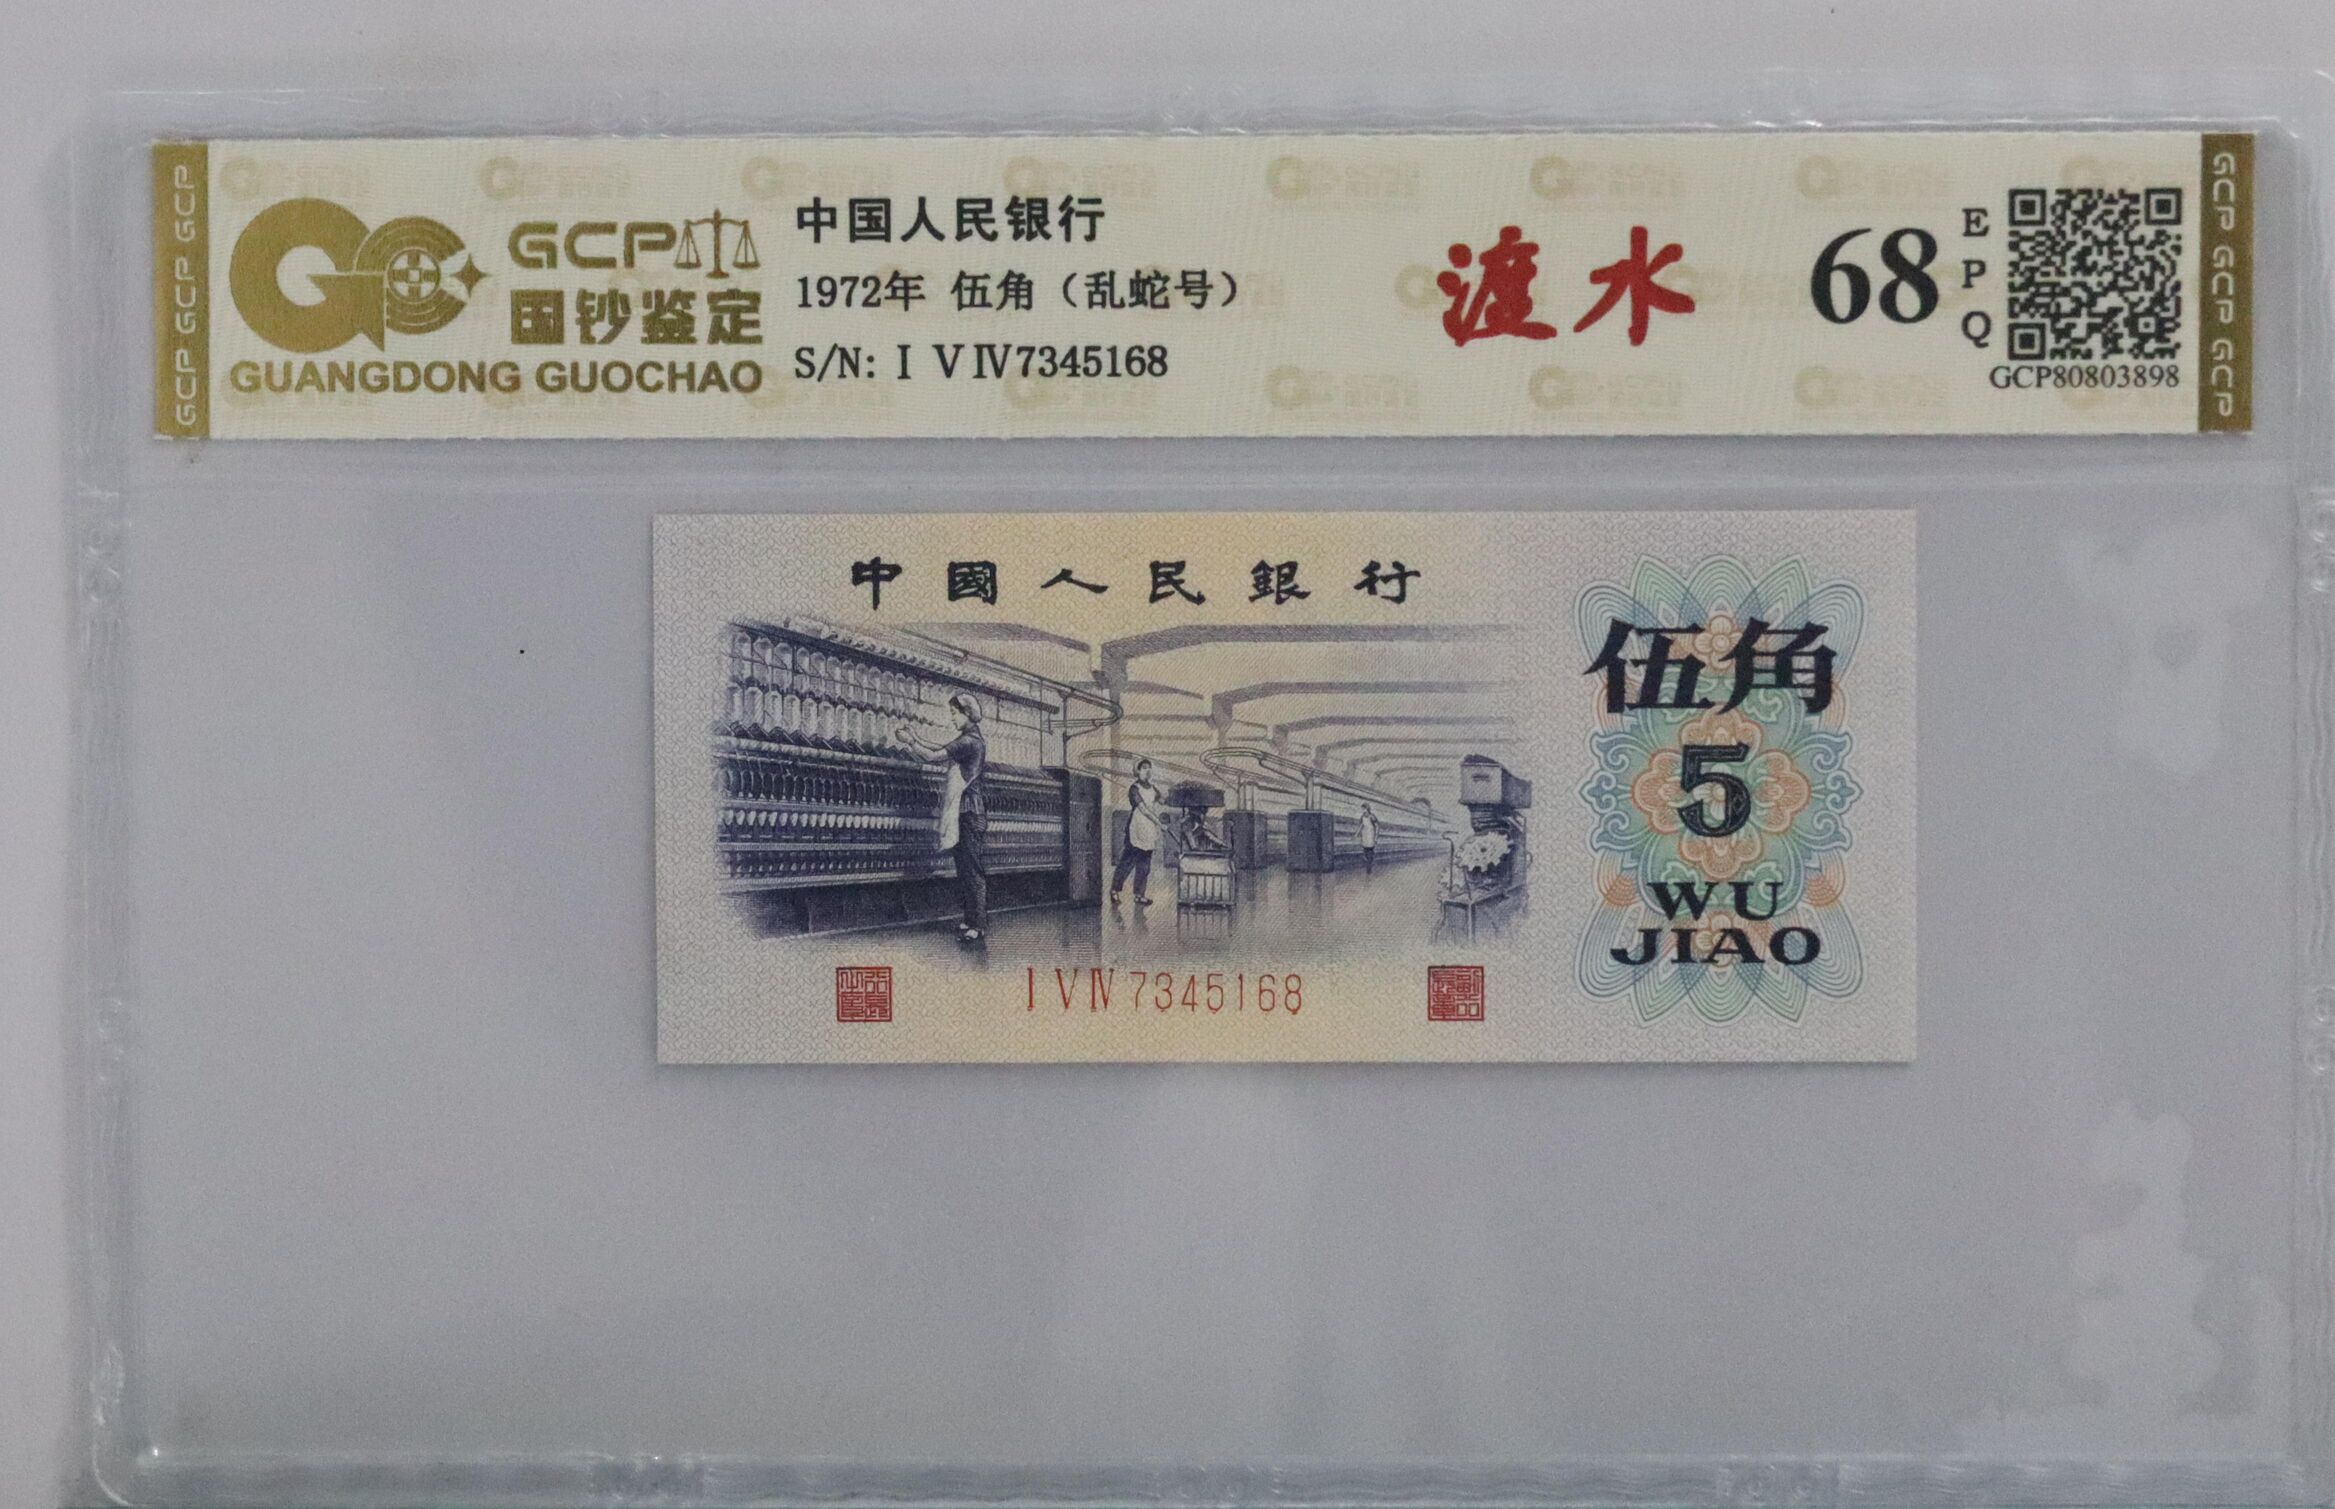 GCP GCP GCP
GCP
国钞鉴定
GUANGDONG GUOCHAO
中国人民银行
1972年 伍角（乱蛇号）
S/N: I V IV7345168
渡水
68
EPQ
GCP80803898
GCP GCP GCP
中國人民銀行
伍角
5
WU
JIAO
I V IV 7345168